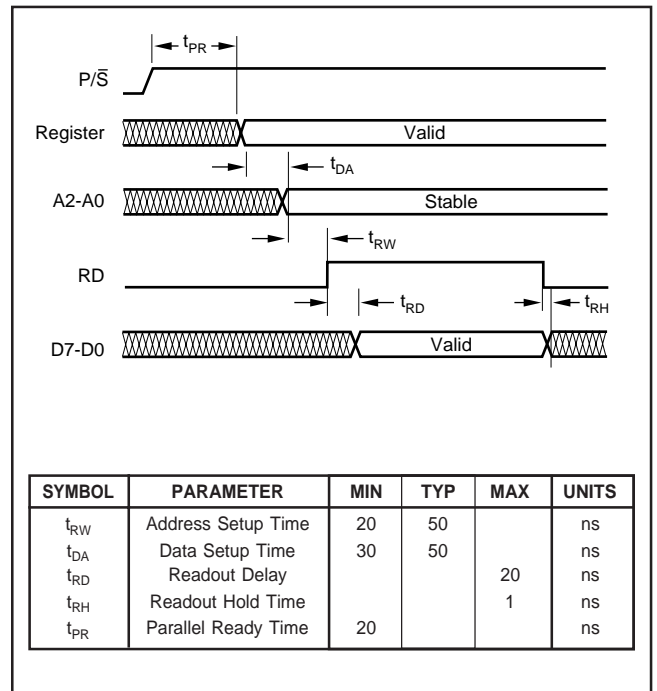 tPR
P/S̅
Register Valid
tDA
A2-A0 Stable
tRW
RD
tRD tRH
D7-D0 Valid
SYMBOL PARAMETER MIN TYP MAX UNITS
tRW Address Setup Time 20 50 ns
tDA Data Setup Time 30 50 ns
tRD Readout Delay 20 ns
tRH Readout Hold Time 1 ns
tPR Parallel Ready Time 20 ns